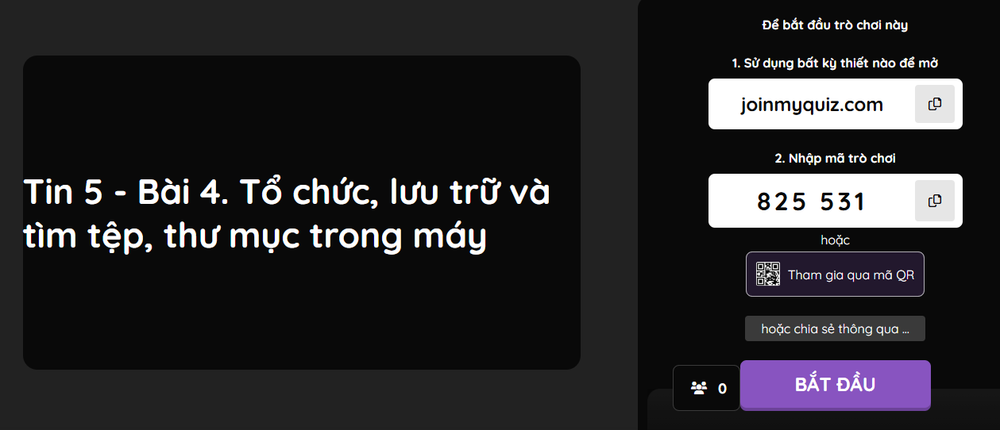 Tin 5 - Bài 4. Tổ chức, lưu trữ và
tìm tệp, thư mục trong máy
Để bắt đầu trò chơi này
1. Sử dụng bất kỳ thiết nào để mở
joinmyquiz.com
2. Nhập mã trò chơi
825 531
hoặc
Tham gia qua mã QR
hoặc chia sẻ thông qua ...
0
BẮT ĐẦU